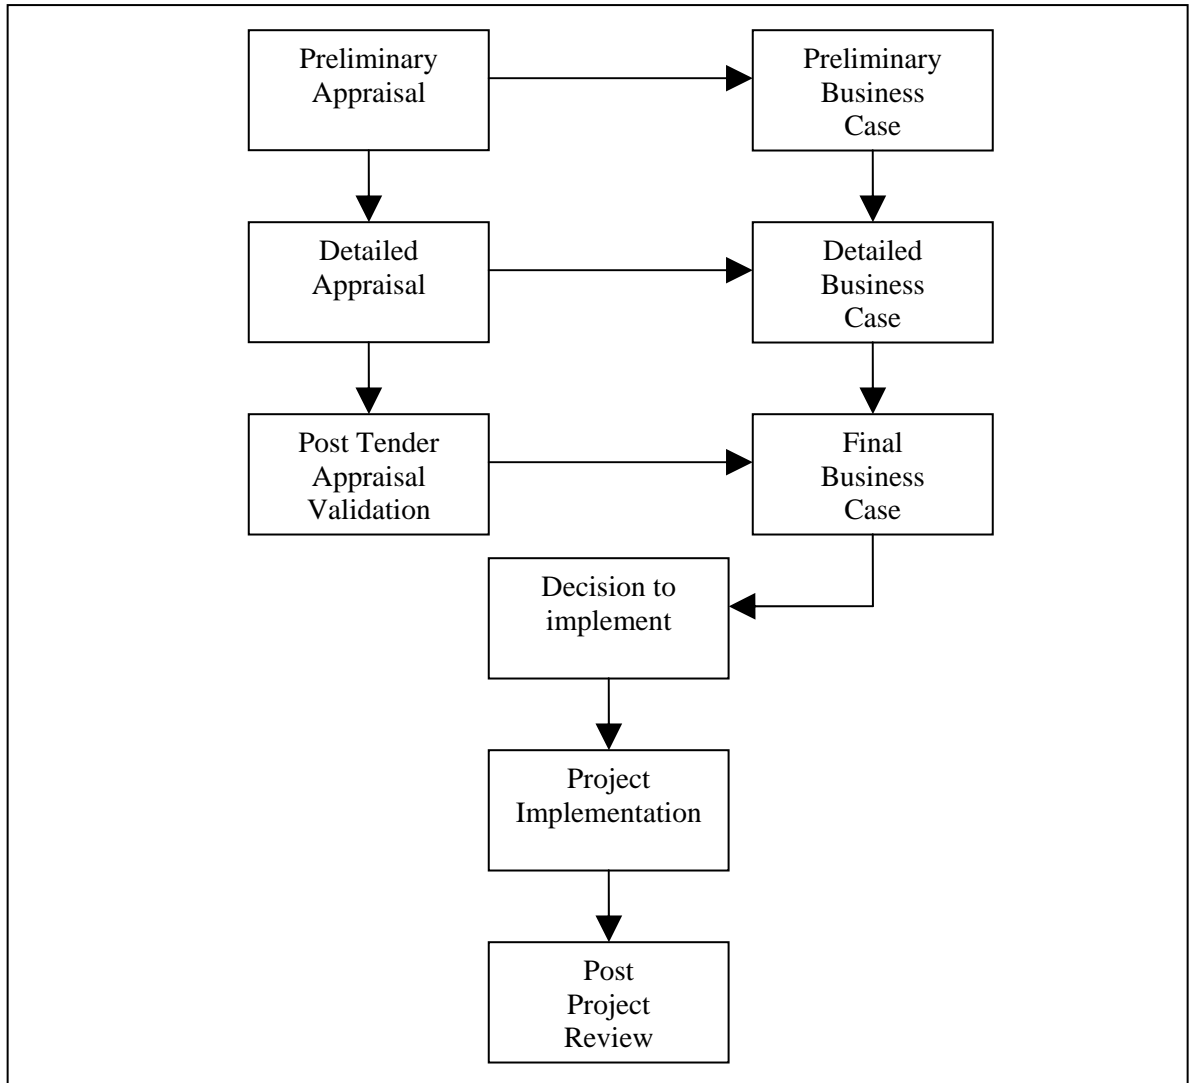 Preliminary
Appraisal
Preliminary
Business
Case
Detailed
Appraisal
Detailed
Business
Case
Post Tender
Appraisal
Validation
Final
Business
Case
Decision to
implement
Project
Implementation
Post
Project
Review